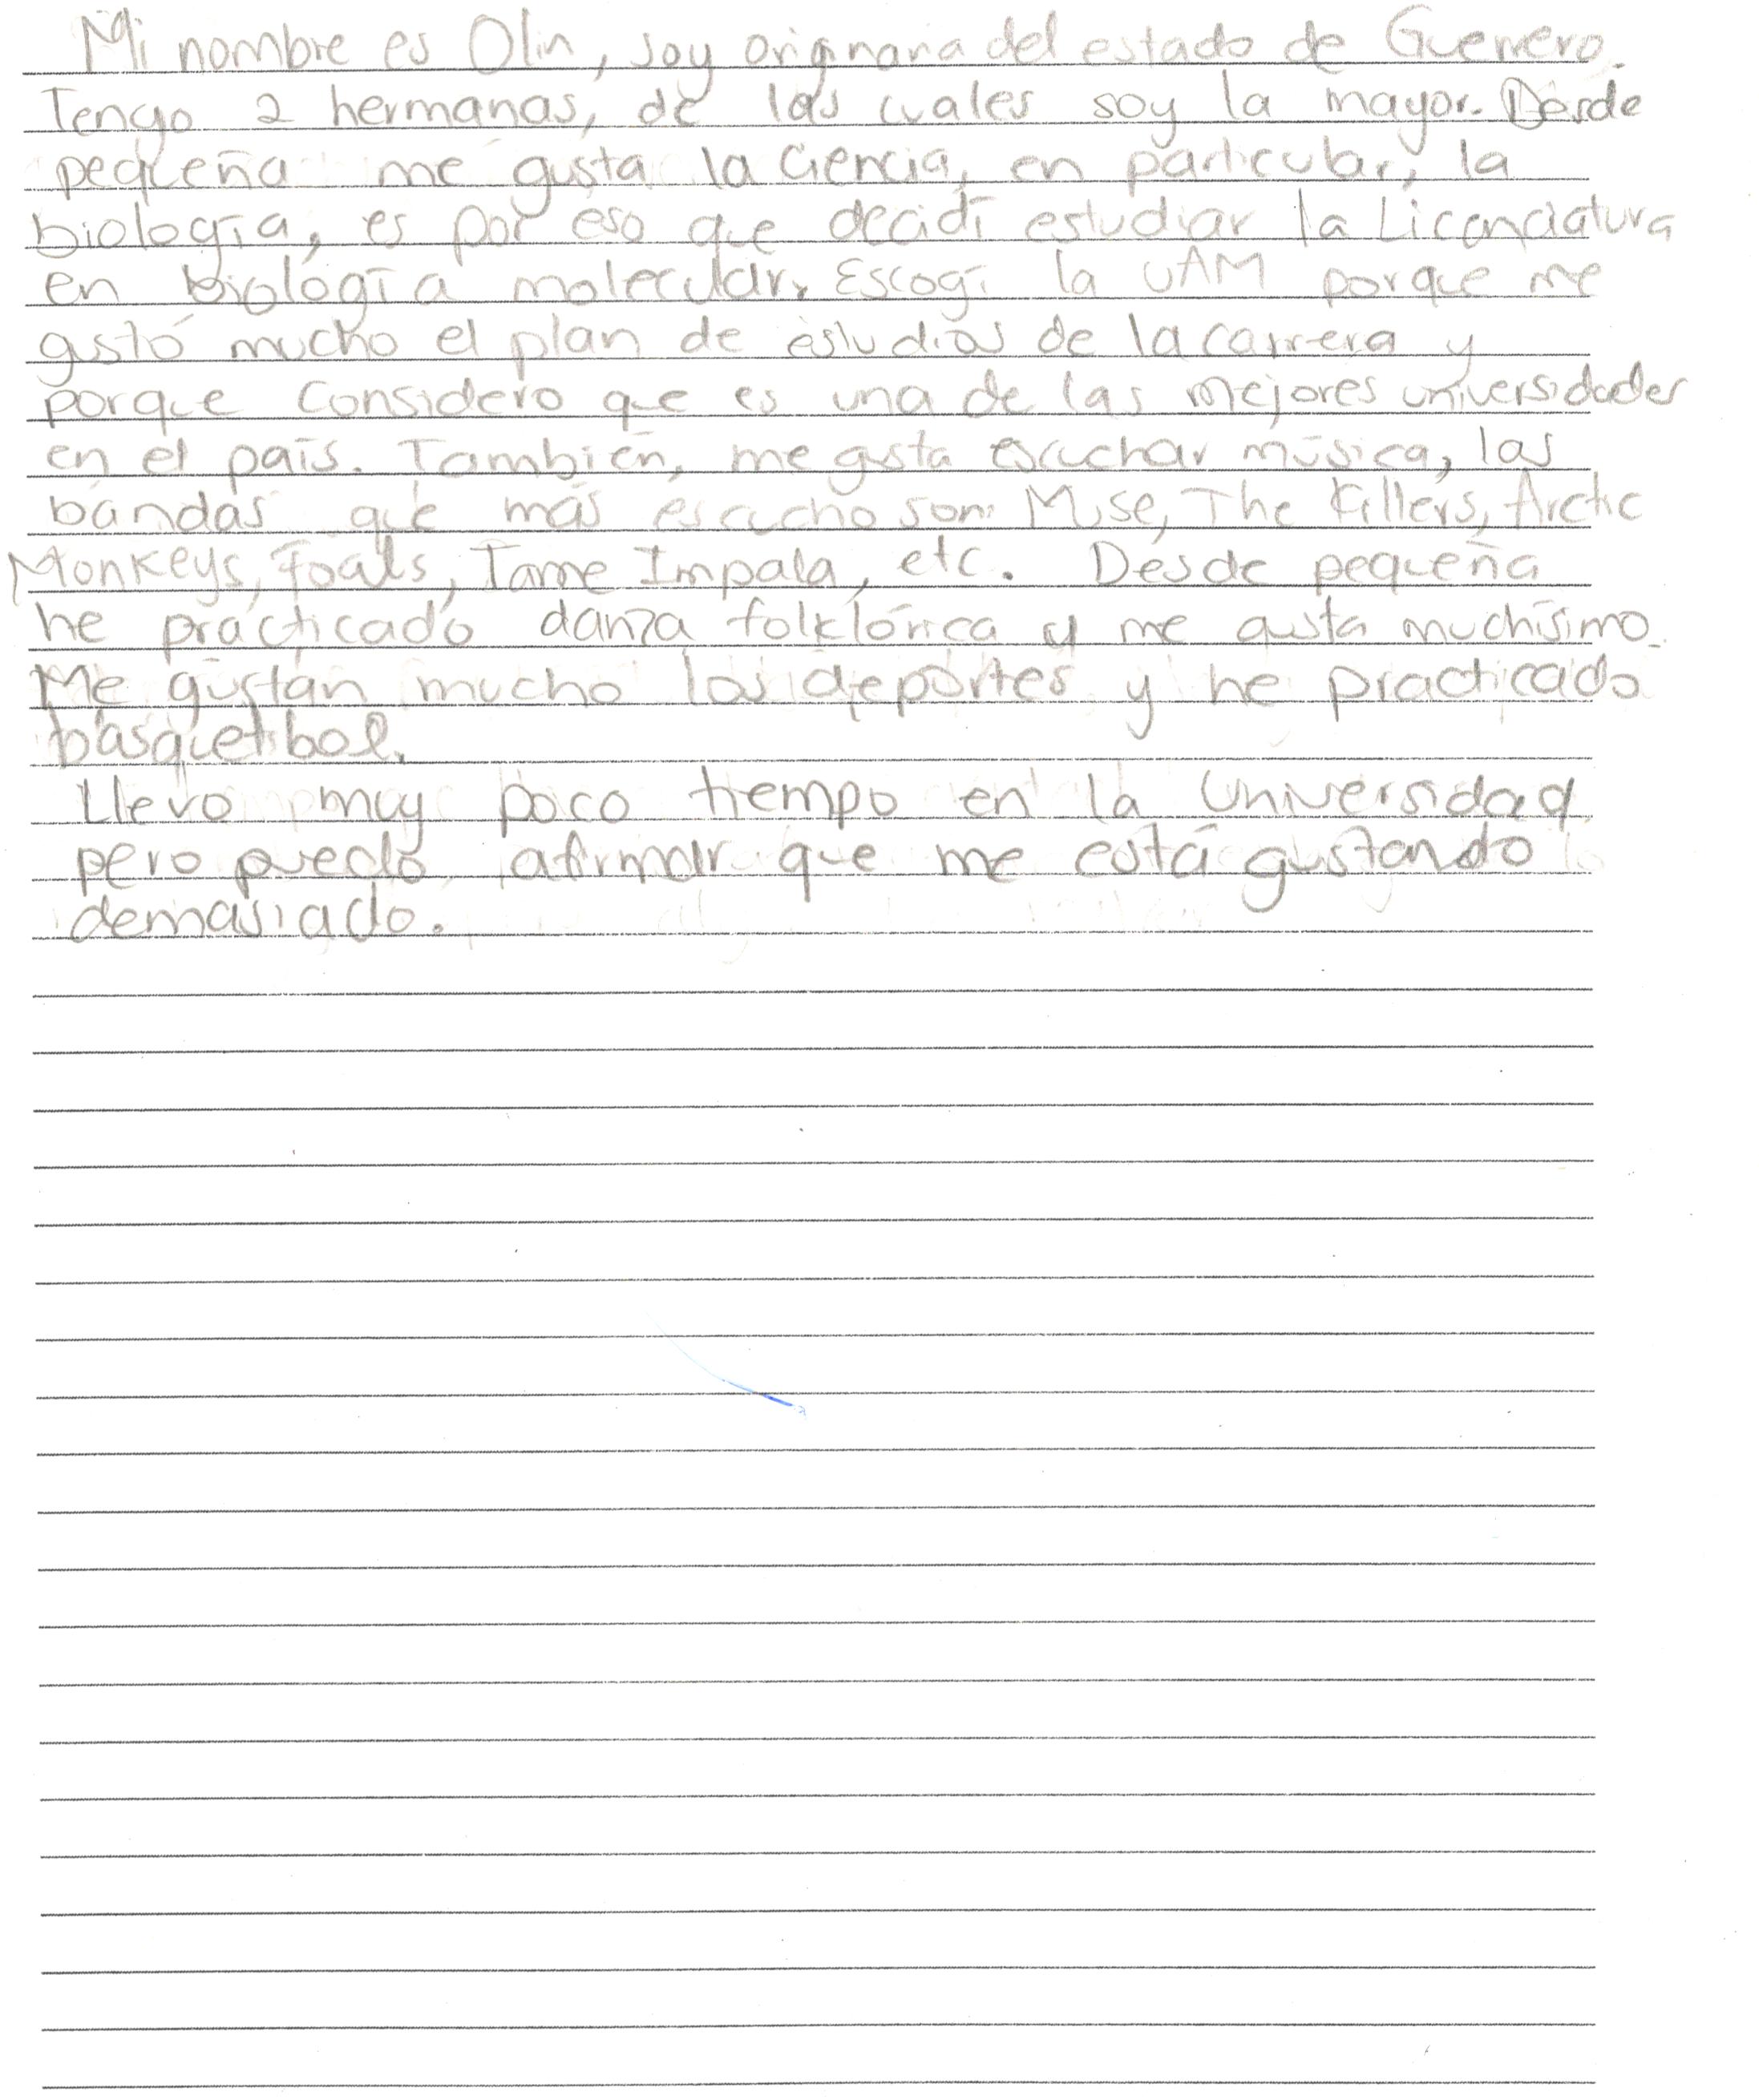 Mi nombre es Olin, soy originaria del estado de Guerrero.
Tengo 2 hermanas, de las cuales soy la mayor. Desde
pequeña me gusta la ciencia, en particular, la
biología, es por eso que decidí estudiar la Licenciatura
en biología molecular. Escogí la UAM porque me
gustó mucho el plan de estudios de la carrera y
porque considero que es una de las mejores universidades
en el país. También, me gusta escuchar música, las
bandas que más escucho son: Muse, The Killers, Arctic
Monkeys, Foals, Tame Impala, etc. Desde pequeña
he practicado danza folklórica y me gusta muchísimo.
Me gustan mucho los deportes y he practicado
basquetbol.
Llevo muy poco tiempo en la Universidad
pero puedo afirmar que me está gustando
demasiado.